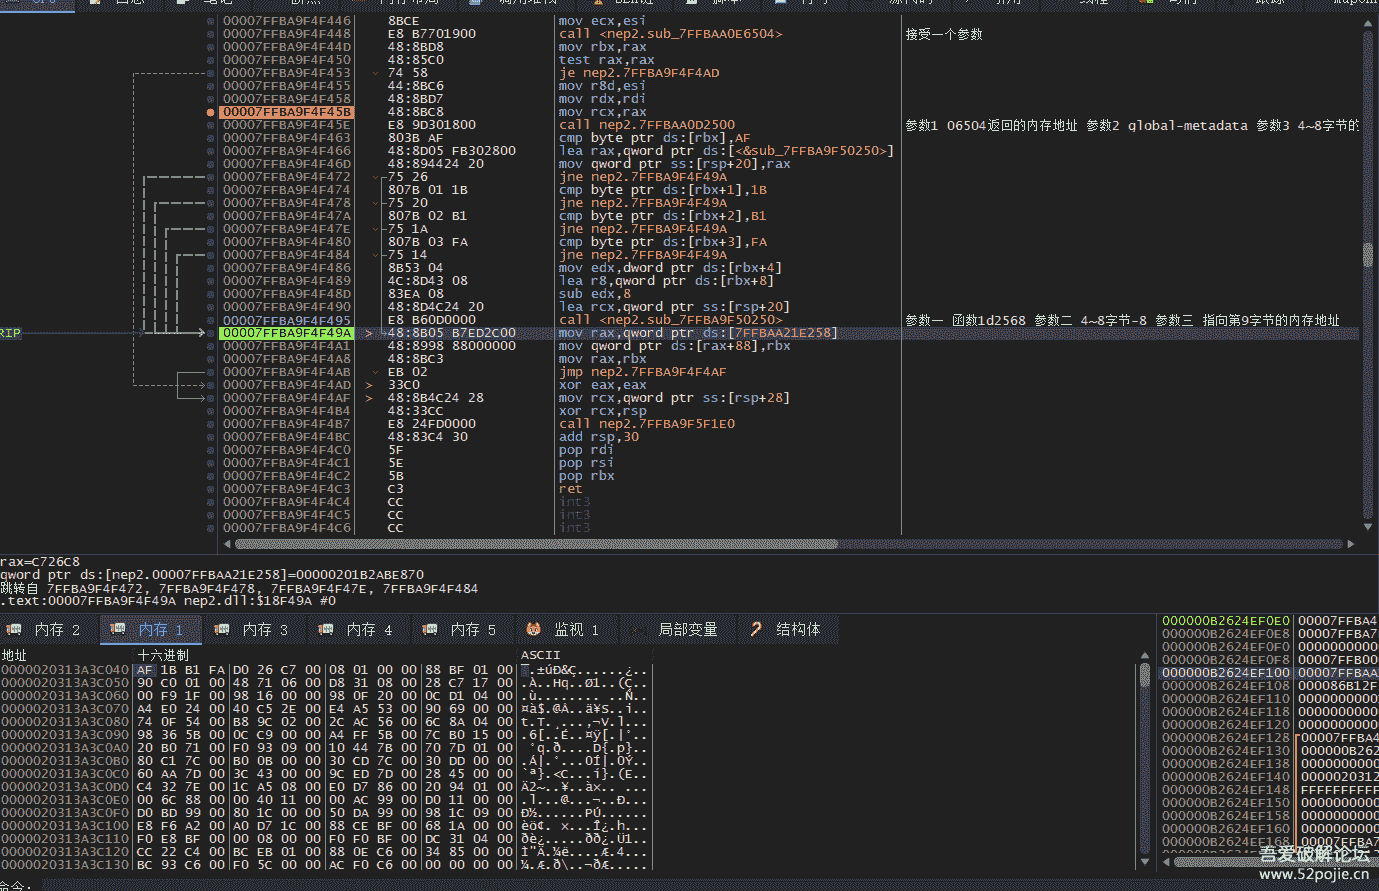 00007FFBA9F4F446 8BCE mov ecx,esi
00007FFBA9F4F448 E8 B7701900 call <nep2.sub_7FFBAA0E6504> 接受一个参数
00007FFBA9F4F44D 48:8BD8 mov rbx,rax
00007FFBA9F4F450 48:85C0 test rax,rax
00007FFBA9F4F453 74 58 je nep2.7FFBA9F4F4AD
00007FFBA9F4F455 44:8BC6 mov r8d,esi
00007FFBA9F4F458 48:8BD7 mov rdx,rdi
00007FFBA9F4F45B 48:8BC8 mov rcx,rax
00007FFBA9F4F45E E8 9D301800 call nep2.7FFBAA0D2500 参数1 06504返回的内存地址 参数2 global-metadata 参数3 4~8字节的
00007FFBA9F4F463 803B AF cmp byte ptr ds:[rbx],AF
00007FFBA9F4F466 48:8D05 FB302800 lea rax,qword ptr ds:[<&sub_7FFBA9F50250>]
00007FFBA9F4F46D 48:894424 20 mov qword ptr ss:[rsp+20],rax
00007FFBA9F4F472 75 26 jne nep2.7FFBA9F4F49A
00007FFBA9F4F474 807B 01 1B cmp byte ptr ds:[rbx+1],1B
00007FFBA9F4F478 75 20 jne nep2.7FFBA9F4F49A
00007FFBA9F4F47A 807B 02 B1 cmp byte ptr ds:[rbx+2],B1
00007FFBA9F4F47E 75 1A jne nep2.7FFBA9F4F49A
00007FFBA9F4F480 807B 03 FA cmp byte ptr ds:[rbx+3],FA
00007FFBA9F4F484 75 14 jne nep2.7FFBA9F4F49A
00007FFBA9F4F486 8B53 04 mov edx,dword ptr ds:[rbx+4]
00007FFBA9F4F489 4C:8D43 08 lea r8,qword ptr ds:[rbx+8]
00007FFBA9F4F48D 83EA 08 sub edx,8
00007FFBA9F4F490 48:8D4C24 20 lea rcx,qword ptr ss:[rsp+20]
00007FFBA9F4F495 E8 B60D0000 call <nep2.sub_7FFBA9F50250> 参数一 函数1d2568 参数二 4~8字节-8 参数三 指向第9字节的内存地址
RIP 00007FFBA9F4F49A 48:8B05 B7ED2C00 mov rax,qword ptr ds:[7FFBAA21E258]
00007FFBA9F4F4A1 48:8998 88000000 mov qword ptr ds:[rax+88],rbx
00007FFBA9F4F4A8 48:8BC3 mov rax,rbx
00007FFBA9F4F4AB EB 02 jmp nep2.7FFBA9F4F4AF
00007FFBA9F4F4AD 33C0 xor eax,eax
00007FFBA9F4F4AF 48:8B4C24 28 mov rcx,qword ptr ss:[rsp+28]
00007FFBA9F4F4B4 48:33CC xor rcx,rsp
00007FFBA9F4F4B7 E8 24FD0000 call nep2.7FFBA9F5F1E0
00007FFBA9F4F4BC 48:83C4 30 add rsp,30
00007FFBA9F4F4C0 5F pop rdi
00007FFBA9F4F4C1 5E pop rsi
00007FFBA9F4F4C2 5B pop rbx
00007FFBA9F4F4C3 C3 ret
00007FFBA9F4F4C4 CC int3
00007FFBA9F4F4C5 CC int3
00007FFBA9F4F4C6 CC int3
rax=C726C8
qword ptr ds:[nep2.00007FFBAA21E258]=00000201B2ABE870
跳转自 7FFBA9F4F472, 7FFBA9F4F478, 7FFBA9F4F47E, 7FFBA9F4F484
.text:00007FFBA9F4F49A nep2.dll:$18F49A #0
内存 2 内存 1 内存 3 内存 4 内存 5 监视 1 局部变量 结构体
地址 十六进制 ASCII
0000020313A3C040 AF 1B B1 FA D0 26 C7 00 08 01 00 00 88 BF 01 00
0000020313A3C050 90 C0 01 00 48 71 06 00 D8 31 08 00 28 C7 17 00
0000020313A3C060 00 F9 1F 00 98 16 00 00 98 0F 20 00 0C D1 04 00
0000020313A3C070 A4 E0 24 00 40 C5 2E 00 E4 A5 53 00 90 69 00 00
0000020313A3C080 74 0F 54 00 B8 9C 02 00 2C AC 56 00 6C 8A 04 00
0000020313A3C090 98 36 5B 00 0C C9 00 00 A4 FF 5B 00 7C B0 15 00
0000020313A3C0A0 20 B0 71 00 F0 93 09 00 10 44 7B 00 70 7D 01 00
0000020313A3C0B0 80 C1 7C 00 B0 0B 00 00 30 CD 7C 00 30 DD 00 00
0000020313A3C0C0 60 AA 7D 00 3C 43 00 00 9C ED 7D 00 28 45 00 00
0000020313A3C0D0 C4 32 7E 00 1C A5 08 00 E0 D7 86 00 20 94 01 00
0000020313A3C0E0 00 6C 88 00 00 40 11 00 00 AC 99 00 D0 11 00 00
0000020313A3C0F0 D0 BD 99 00 80 1C 00 00 50 DA 99 00 98 1C 09 00
0000020313A3C100 E8 F6 A2 00 A0 D7 1C 00 88 CE BF 00 68 1A 00 00
0000020313A3C110 F0 E8 BF 00 00 08 00 00 F0 F0 BF 00 DC 31 04 00
0000020313A3C120 CC 22 C4 00 BC EB 01 00 88 0E C6 00 34 85 00 00
0000020313A3C130 BC 93 C6 00 F0 5C 00 00 AC F0 C6 00 00 00 00 00
000000B2624EF0E0 00007FFBA4
000000B2624EF0E8 00007FFBA7
000000B2624EF0F0 0000000000
000000B2624EF0F8 00007FFB00
000000B2624EF100 00007FFBAA
000000B2624EF108 000086B12F
000000B2624EF110 0000000000
000000B2624EF118 0000000000
000000B2624EF120 0000000000
000000B2624EF128 00007FFBA4
000000B2624EF130 000000B262
000000B2624EF138 0000000000
000000B2624EF140 0000020312
000000B2624EF148 FFFFFFFFFF
000000B2624EF150 0000000000
000000B2624EF158 0000000000
000000B2624EF160 0000000000
000000B2624EF168 00007FFBA7
吾爱破解论坛
www.52pojie.cn
命令: